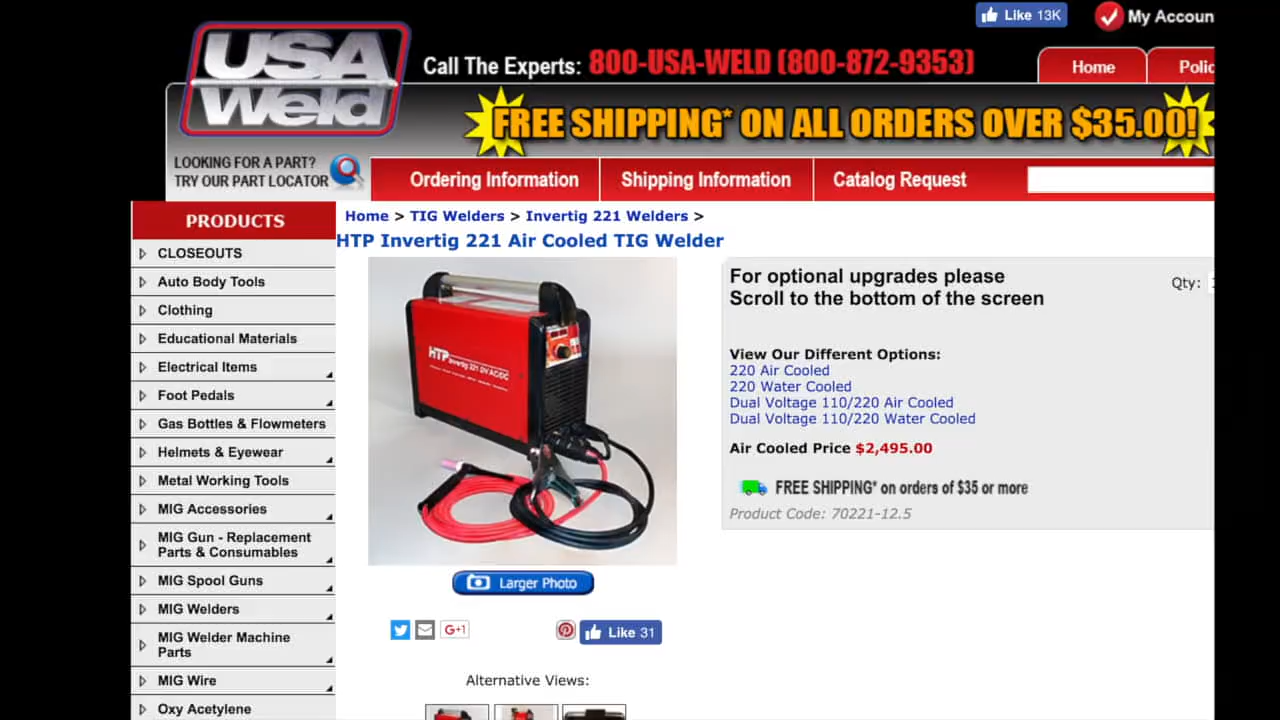 Like 13K
My Accoun
USA
Weld
Call The Experts: 800-USA-WELD (800-872-9353)
Home
Polic
FREE SHIPPING* ON ALL ORDERS OVER $35.00!
LOOKING FOR A PART?
TRY OUR PART LOCATOR
Ordering Information
Shipping Information
Catalog Request
PRODUCTS
CLOSEOUTS
Auto Body Tools
Clothing
Educational Materials
Electrical Items
Foot Pedals
Gas Bottles & Flowmeters
Helmets & Eyewear
Metal Working Tools
MIG Accessories
MIG Gun - Replacement
Parts & Consumables
MIG Spool Guns
MIG Welders
MIG Welder Machine
Parts
MIG Wire
Oxy Acetylene
Home > TIG Welders > Invertig 221 Welders >
HTP Invertig 221 Air Cooled TIG Welder
HTP Invertig 221 DV AC/DC
Larger Photo
G+1
Like 31
Alternative Views:
For optional upgrades please
Scroll to the bottom of the screen
Qty:
View Our Different Options:
220 Air Cooled
220 Water Cooled
Dual Voltage 110/220 Air Cooled
Dual Voltage 110/220 Water Cooled
Air Cooled Price $2,495.00
FREE SHIPPING* on orders of $35 or more
Product Code: 70221-12.5